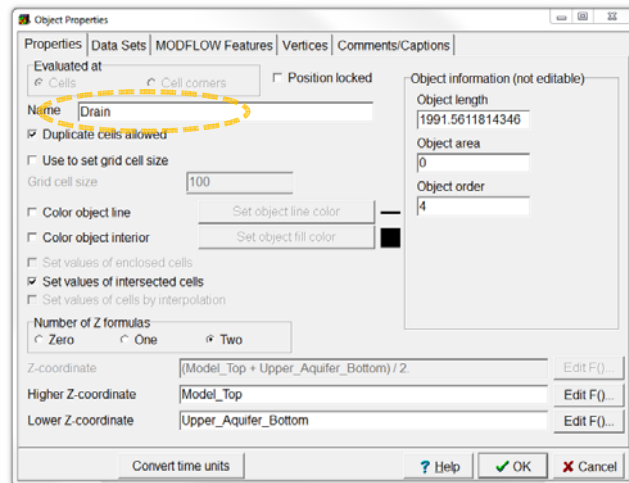 Object Properties
Properties Data Sets MODFLOW Features Vertices Comments/Captions
Evaluated at
Cells Cell corners
Position locked
Name Drain
Duplicate cells allowed
Use to set grid cell size
Grid cell size 100
Color object line Set object line color
Color object interior Set object fill color
Set values of enclosed cells
Set values of intersected cells
Set values of cells by interpolation
Number of Z formulas
Zero One Two
Object information (not editable)
Object length
1991.5611814346
Object area
0
Object order
4
Z-coordinate (Model_Top + Upper_Aquifer_Bottom) / 2. Edit F()...
Higher Z-coordinate Model_Top Edit F()...
Lower Z-coordinate Upper_Aquifer_Bottom Edit F()...
Convert time units ? Help OK Cancel